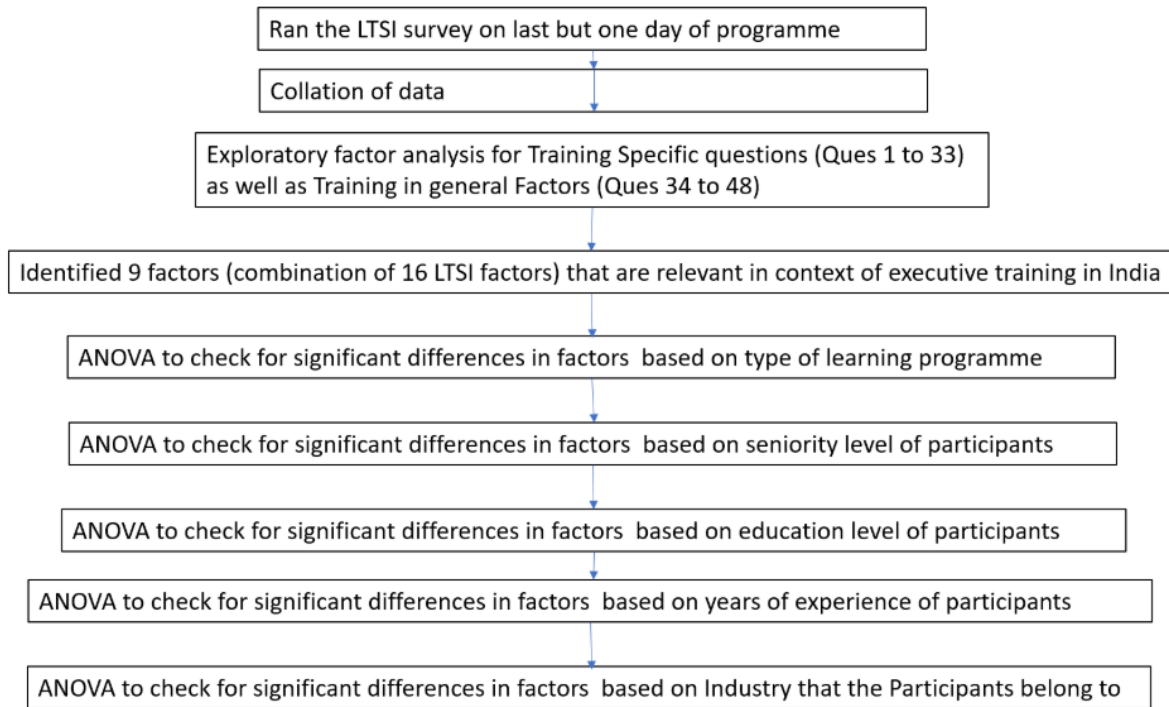 Ran the LTSI survey on last but one day of programme
Collation of data
Exploratory factor analysis for Training Specific questions (Ques 1 to 33)
as well as Training in general Factors (Ques 34 to 48)
Identified 9 factors (combination of 16 LTSI factors) that are relevant in context of executive training in India
ANOVA to check for significant differences in factors  based on type of learning programme
ANOVA to check for significant differences in factors  based on seniority level of participants
ANOVA to check for significant differences in factors  based on education level of participants
ANOVA to check for significant differences in factors  based on years of experience of participants
ANOVA to check for significant differences in factors  based on Industry that the Participants belong to